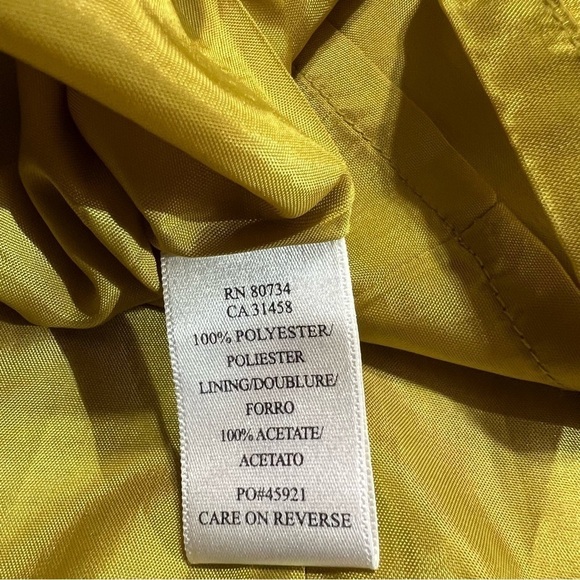 RN 80734
CA 31458
100% POLYESTER/
POLIESTER
LINING/DOUBLURE/
FORRO
100% ACETATE/
ACETATO
PO#45921
CARE ON REVERSE